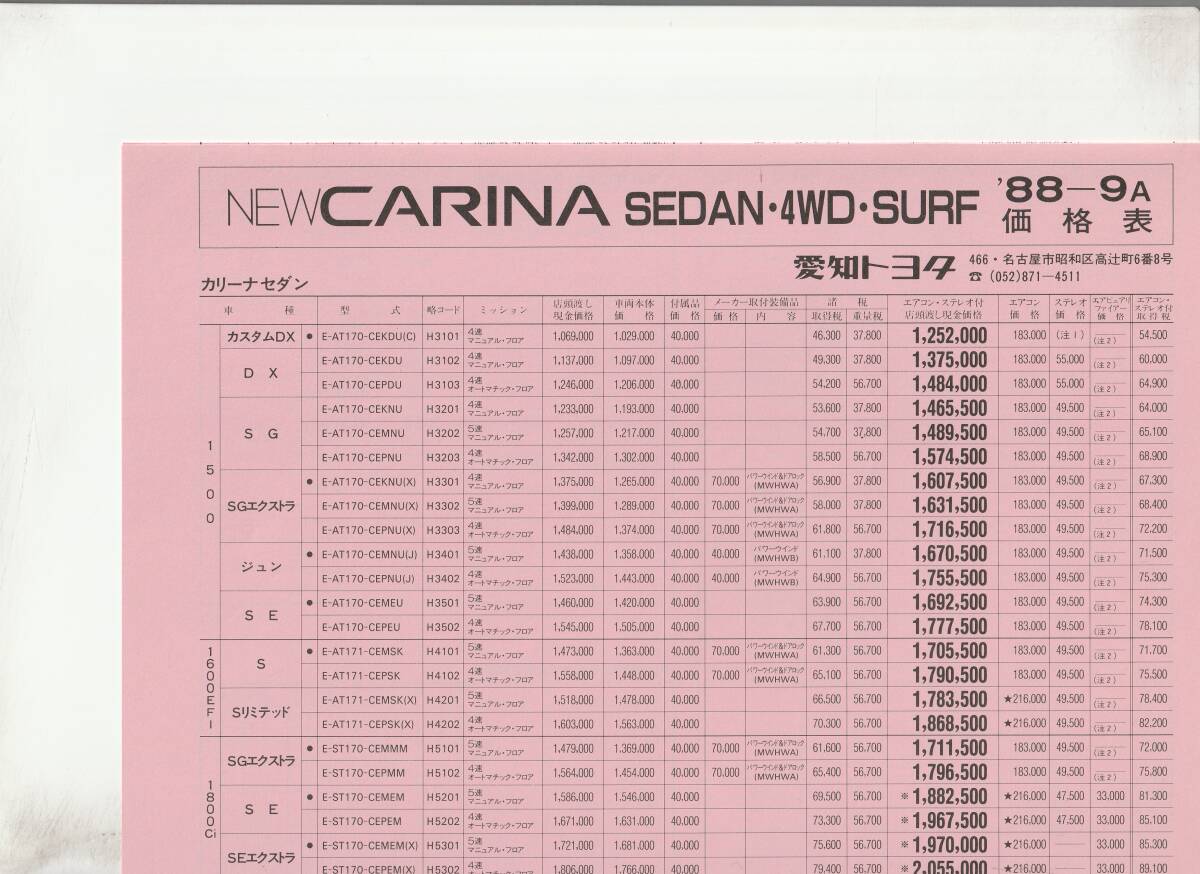 NEW CARINA SEDAN・4WD・SURF '88-9A
価格表
愛知トヨタ 466・名古屋市昭和区高辻町6番8号
☎ (052)871-4511
カリーナセダン
車種 型式 略コード ミッション 店頭渡し現金価格 車両本体価格 付属品価格 メーカー取付装備品 価格 内容 諸税 取得税 重量税 エアコン・ステレオ付店頭渡し現金価格 エアコン価格 ステレオ価格 エアピュアリファイアー価格 エアコン・ステレオ付取得税
1500
カスタムDX ● E-AT170-CEKDU(C) H3101 4速マニュアル・フロア 1,069,000 1,029,000 40,000 46,300 37,800 1,252,000 183,000 (注1) (注2) 54,500
DX E-AT170-CEKDU H3102 4速マニュアル・フロア 1,137,000 1,097,000 40,000 49,300 37,800 1,375,000 183,000 55,000 (注2) 60,000
E-AT170-CEPDU H3103 4速オートマチック・フロア 1,246,000 1,206,000 40,000 54,200 56,700 1,484,000 183,000 55,000 (注2) 64,900
SG E-AT170-CEKNU H3201 4速マニュアル・フロア 1,233,000 1,193,000 40,000 53,600 37,800 1,465,500 183,000 49,500 (注2) 64,000
E-AT170-CEMNU H3202 5速マニュアル・フロア 1,257,000 1,217,000 40,000 54,700 37,800 1,489,500 183,000 49,500 (注2) 65,100
E-AT170-CEPNU H3203 4速オートマチック・フロア 1,342,000 1,302,000 40,000 58,500 56,700 1,574,500 183,000 49,500 (注2) 68,900
SGエクストラ ● E-AT170-CEKNU(X) H3301 4速マニュアル・フロア 1,375,000 1,265,000 40,000 70,000 パワーウインド&ドアロック(MWHWA) 56,900 37,800 1,607,500 183,000 49,500 (注2) 67,300
E-AT170-CEMNU(X) H3302 5速マニュアル・フロア 1,399,000 1,289,000 40,000 70,000 パワーウインド&ドアロック(MWHWA) 58,000 37,800 1,631,500 183,000 49,500 (注2) 68,400
E-AT170-CEPNU(X) H3303 4速オートマチック・フロア 1,484,000 1,374,000 40,000 70,000 パワーウインド&ドアロック(MWHWA) 61,800 56,700 1,716,500 183,000 49,500 (注2) 72,200
ジュン ● E-AT170-CEMNU(J) H3401 5速マニュアル・フロア 1,438,000 1,358,000 40,000 40,000 パワーウインド(MWHWB) 61,100 37,800 1,670,500 183,000 49,500 (注2) 71,500
E-AT170-CEPNU(J) H3402 4速オートマチック・フロア 1,523,000 1,443,000 40,000 40,000 パワーウインド(MWHWB) 64,900 56,700 1,755,500 183,000 49,500 (注2) 75,300
SE ● E-AT170-CEMEU H3501 5速マニュアル・フロア 1,460,000 1,420,000 40,000 63,900 56,700 1,692,500 183,000 49,500 (注2) 74,300
E-AT170-CEPEU H3502 4速オートマチック・フロア 1,545,000 1,505,000 40,000 67,700 56,700 1,777,500 183,000 49,500 (注2) 78,100
1600EFI
S ● E-AT171-CEMSK H4101 5速マニュアル・フロア 1,473,000 1,363,000 40,000 70,000 パワーウインド&ドアロック(MWHWA) 61,300 56,700 1,705,500 183,000 49,500 (注2) 71,700
E-AT171-CEPSK H4102 4速オートマチック・フロア 1,558,000 1,448,000 40,000 70,000 パワーウインド&ドアロック(MWHWA) 65,100 56,700 1,790,500 183,000 49,500 (注2) 75,500
Sリミテッド E-AT171-CEMSK(X) H4201 5速マニュアル・フロア 1,518,000 1,478,000 40,000 66,500 56,700 1,783,500 ★216,000 49,500 (注2) 78,400
E-AT171-CEPSK(X) H4202 4速オートマチック・フロア 1,603,000 1,563,000 40,000 70,300 56,700 1,868,500 ★216,000 49,500 (注2) 82,200
1800Ci
SGエクストラ ● E-ST170-CEMMM H5101 5速マニュアル・フロア 1,479,000 1,369,000 40,000 70,000 パワーウインド&ドアロック(MWHWA) 61,600 56,700 1,711,500 183,000 49,500 (注2) 72,000
E-ST170-CEPMM H5102 4速オートマチック・フロア 1,564,000 1,454,000 40,000 70,000 パワーウインド&ドアロック(MWHWA) 65,400 56,700 1,796,500 183,000 49,500 (注2) 75,800
SE ● E-ST170-CEMEM H5201 5速マニュアル・フロア 1,586,000 1,546,000 40,000 69,500 56,700 ※1,882,500 ★216,000 47,500 33,000 81,300
E-ST170-CEPEM H5202 4速オートマチック・フロア 1,671,000 1,631,000 40,000 73,300 56,700 ※1,967,500 ★216,000 47,500 33,000 85,100
SEエクストラ ● E-ST170-CEMEM(X) H5301 5速マニュアル・フロア 1,721,000 1,681,000 40,000 75,600 56,700 ※1,970,000 ★216,000 33,000 85,300
E-ST170-CEPEM(X) H5302 4速 1,806,000 1,766,000 40,000 79,400 56,700 ※2,055,000 ★216,000 33,000 89,100